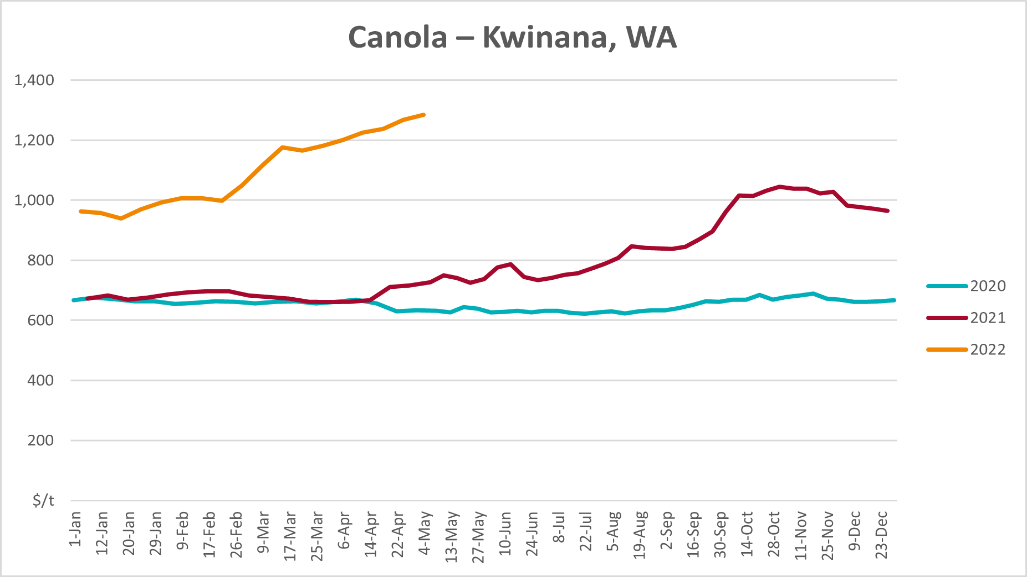 Canola – Kwinana, WA
1,400
1,200
1,000
800
600
400
200
$/t
1-Jan
12-Jan
20-Jan
29-Jan
9-Feb
17-Feb
26-Feb
9-Mar
17-Mar
25-Mar
6-Apr
14-Apr
22-Apr
4-May
13-May
27-May
10-Jun
24-Jun
8-Jul
22-Jul
5-Aug
19-Aug
2-Sep
16-Sep
30-Sep
14-Oct
28-Oct
11-Nov
25-Nov
9-Dec
23-Dec
2020
2021
2022